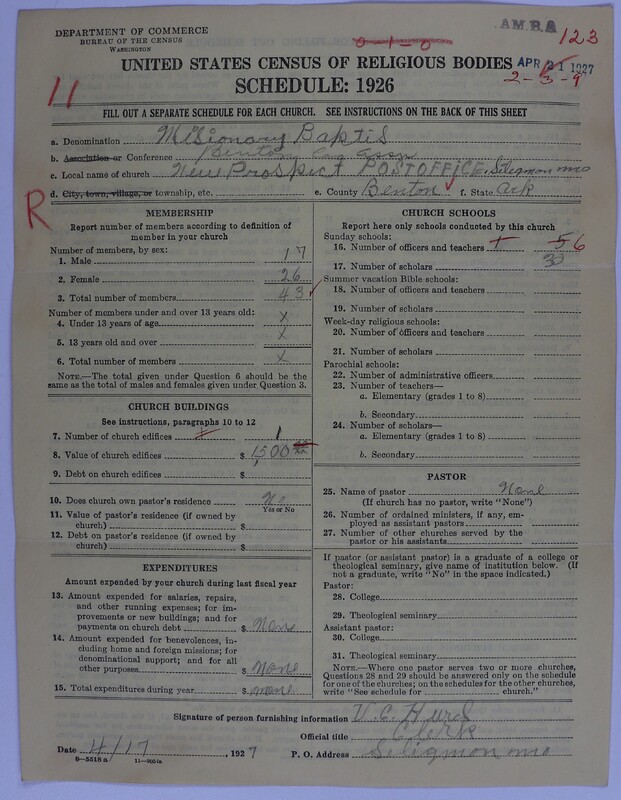 DEPARTMENT OF COMMERCE
BUREAU OF THE CENSUS
WASHINGTON
0-1-0
A.M.B.A
123
UNITED STATES CENSUS OF RELIGIOUS BODIES APR 21 1927
SCHEDULE: 1926
2-3-9
11
FILL OUT A SEPARATE SCHEDULE FOR EACH CHURCH. SEE INSTRUCTIONS ON THE BACK OF THIS SHEET
a. Denomination Missionary Baptis
b. Association or Conference Benton Co Assn
c. Local name of church New Prospect POSTOFFICE. Seligmon mo
d. City, town, village, or township, etc. e. County Benton f. State Ark
R
MEMBERSHIP
Report number of members according to definition of
member in your church
Number of members, by sex:
1. Male 17
2. Female 26
3. Total number of members 43
Number of members under and over 13 years old:
4. Under 13 years of age X
5. 13 years old and over X
6. Total number of members X
NOTE.—The total given under Question 6 should be
the same as the total of males and females given under Question 3.
CHURCH BUILDINGS
See instructions, paragraphs 10 to 12
7. Number of church edifices 1
8. Value of church edifices $ 1,500
9. Debt on church edifices $
10. Does church own pastor's residence No
Yes or No
11. Value of pastor's residence (if owned by
church) $
12. Debt on pastor's residence (if owned by
church) $
EXPENDITURES
Amount expended by your church during last fiscal year
13. Amount expended for salaries, repairs,
and other running expenses; for im-
provements or new buildings; and for
payments on church debt $ None
14. Amount expended for benevolences, in-
cluding home and foreign missions; for
denominational support; and for all
other purposes $ None
15. Total expenditures during year $ none
CHURCH SCHOOLS
Report here only schools conducted by this church
Sunday schools:
16. Number of officers and teachers 56
17. Number of scholars 33
Summer vacation Bible schools:
18. Number of officers and teachers
19. Number of scholars
Week-day religious schools:
20. Number of officers and teachers
21. Number of scholars
Parochial schools:
22. Number of administrative officers
23. Number of teachers—
a. Elementary (grades 1 to 8)
b. Secondary
24. Number of scholars—
a. Elementary (grades 1 to 8)
b. Secondary
PASTOR
25. Name of pastor None
(If church has no pastor, write "None")
26. Number of ordained ministers, if any, em-
ployed as assistant pastors
27. Number of other churches served by the
pastor or his assistants
If pastor (or assistant pastor) is a graduate of a college or
theological seminary, give name of institution below. (If
not a graduate, write "No" in the space indicated.)
Pastor:
28. College
29. Theological seminary
Assistant pastor:
30. College
31. Theological seminary
NOTE.—Where one pastor serves two or more churches,
Questions 28 and 29 should be answered only on the schedule
for one of the churches; on the schedules for the other churches,
write "See schedule for church."
Signature of person furnishing information V. C. Hurd
Official title Clerk
Date 4/17, 1927 P. O. Address Seligmon mo
8—5518 a